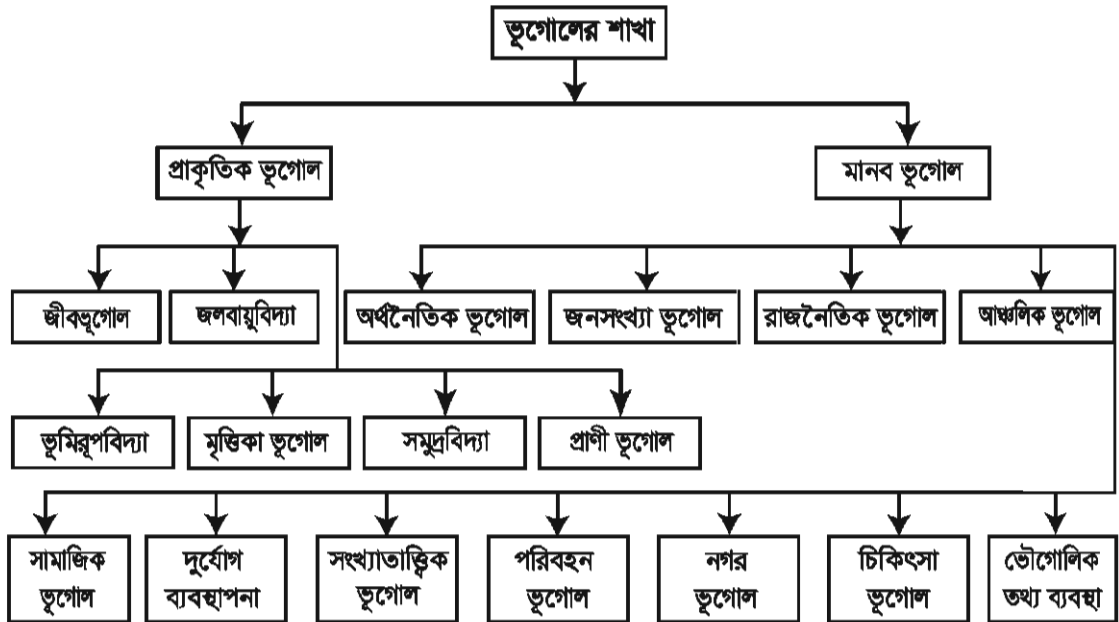 ভূগোলের শাখা
প্রাকৃতিক ভূগোল
মানব ভূগোল
জীবভূগোল
জলবায়ুবিদ্যা
অর্থনৈতিক ভূগোল
জনসংখ্যা ভূগোল
রাজনৈতিক ভূগোল
আঞ্চলিক ভূগোল
ভূমিরূপবিদ্যা
মৃত্তিকা ভূগোল
সমুদ্রবিদ্যা
প্রাণী ভূগোল
সামাজিক
ভূগোল
দুর্যোগ
ব্যবস্থাপনা
সংখ্যাতাত্ত্বিক
ভূগোল
পরিবহন
ভূগোল
নগর
ভূগোল
চিকিৎসা
ভূগোল
ভৌগোলিক
তথ্য ব্যবস্থা